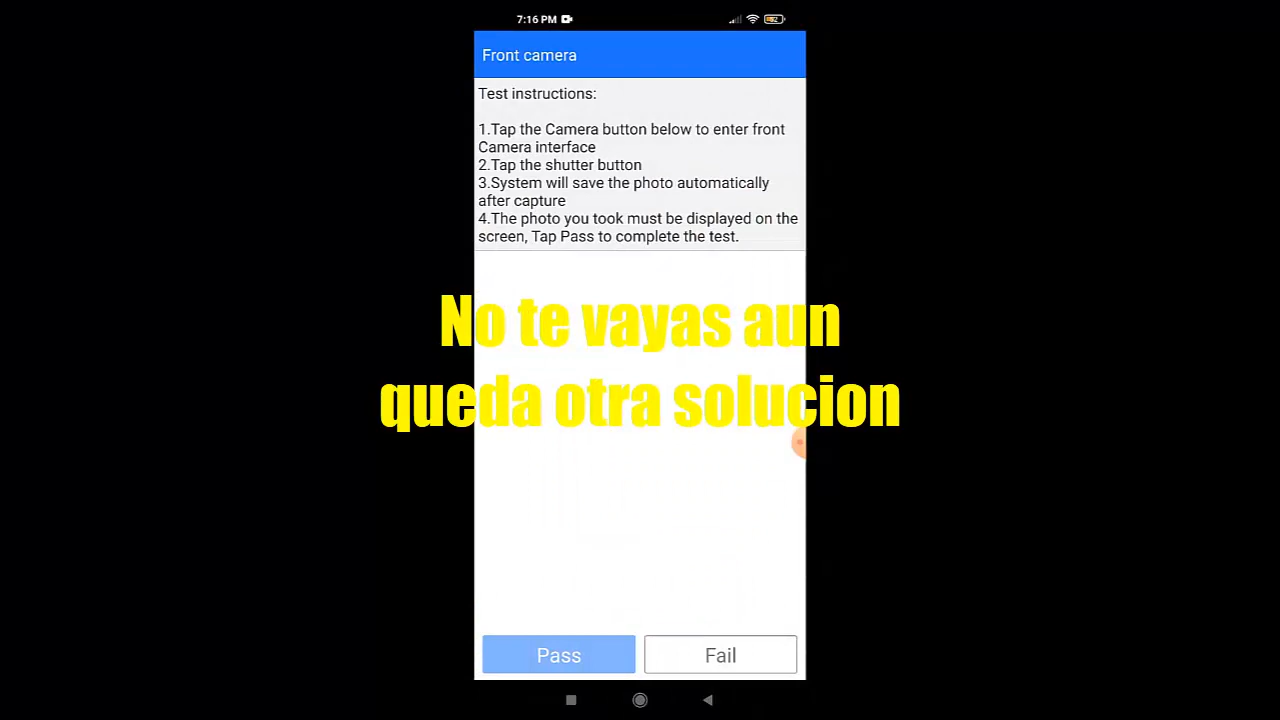 7:16 PM
Front camera
Test instructions:
1.Tap the Camera button below to enter front
Camera interface
2.Tap the shutter button
3.System will save the photo automatically
after capture
4.The photo you took must be displayed on the
screen, Tap Pass to complete the test.
No te vayas aun
queda otra solucion
Pass
Fail